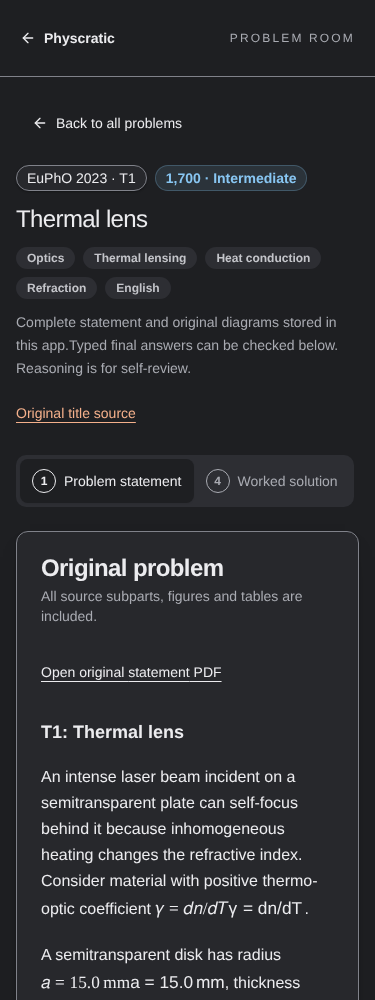 Physcratic
PROBLEM ROOM
Back to all problems
EuPhO 2023 · T1
1,700 · Intermediate
Thermal lens
Optics
Thermal lensing
Heat conduction
Refraction
English
Complete statement and original diagrams stored in
this app.Typed final answers can be checked below.
Reasoning is for self-review.
Original title source
1 Problem statement
4 Worked solution
Original problem
All source subparts, figures and tables are
included.
Open original statement PDF
T1: Thermal lens
An intense laser beam incident on a
semitransparent plate can self-focus
behind it because inhomogeneous
heating changes the refractive index.
Consider material with positive thermo-
optic coefficient γ = dn/dTγ = dn/dT .
A semitransparent disk has radius
a = 15.0 mma = 15.0 mm, thickness